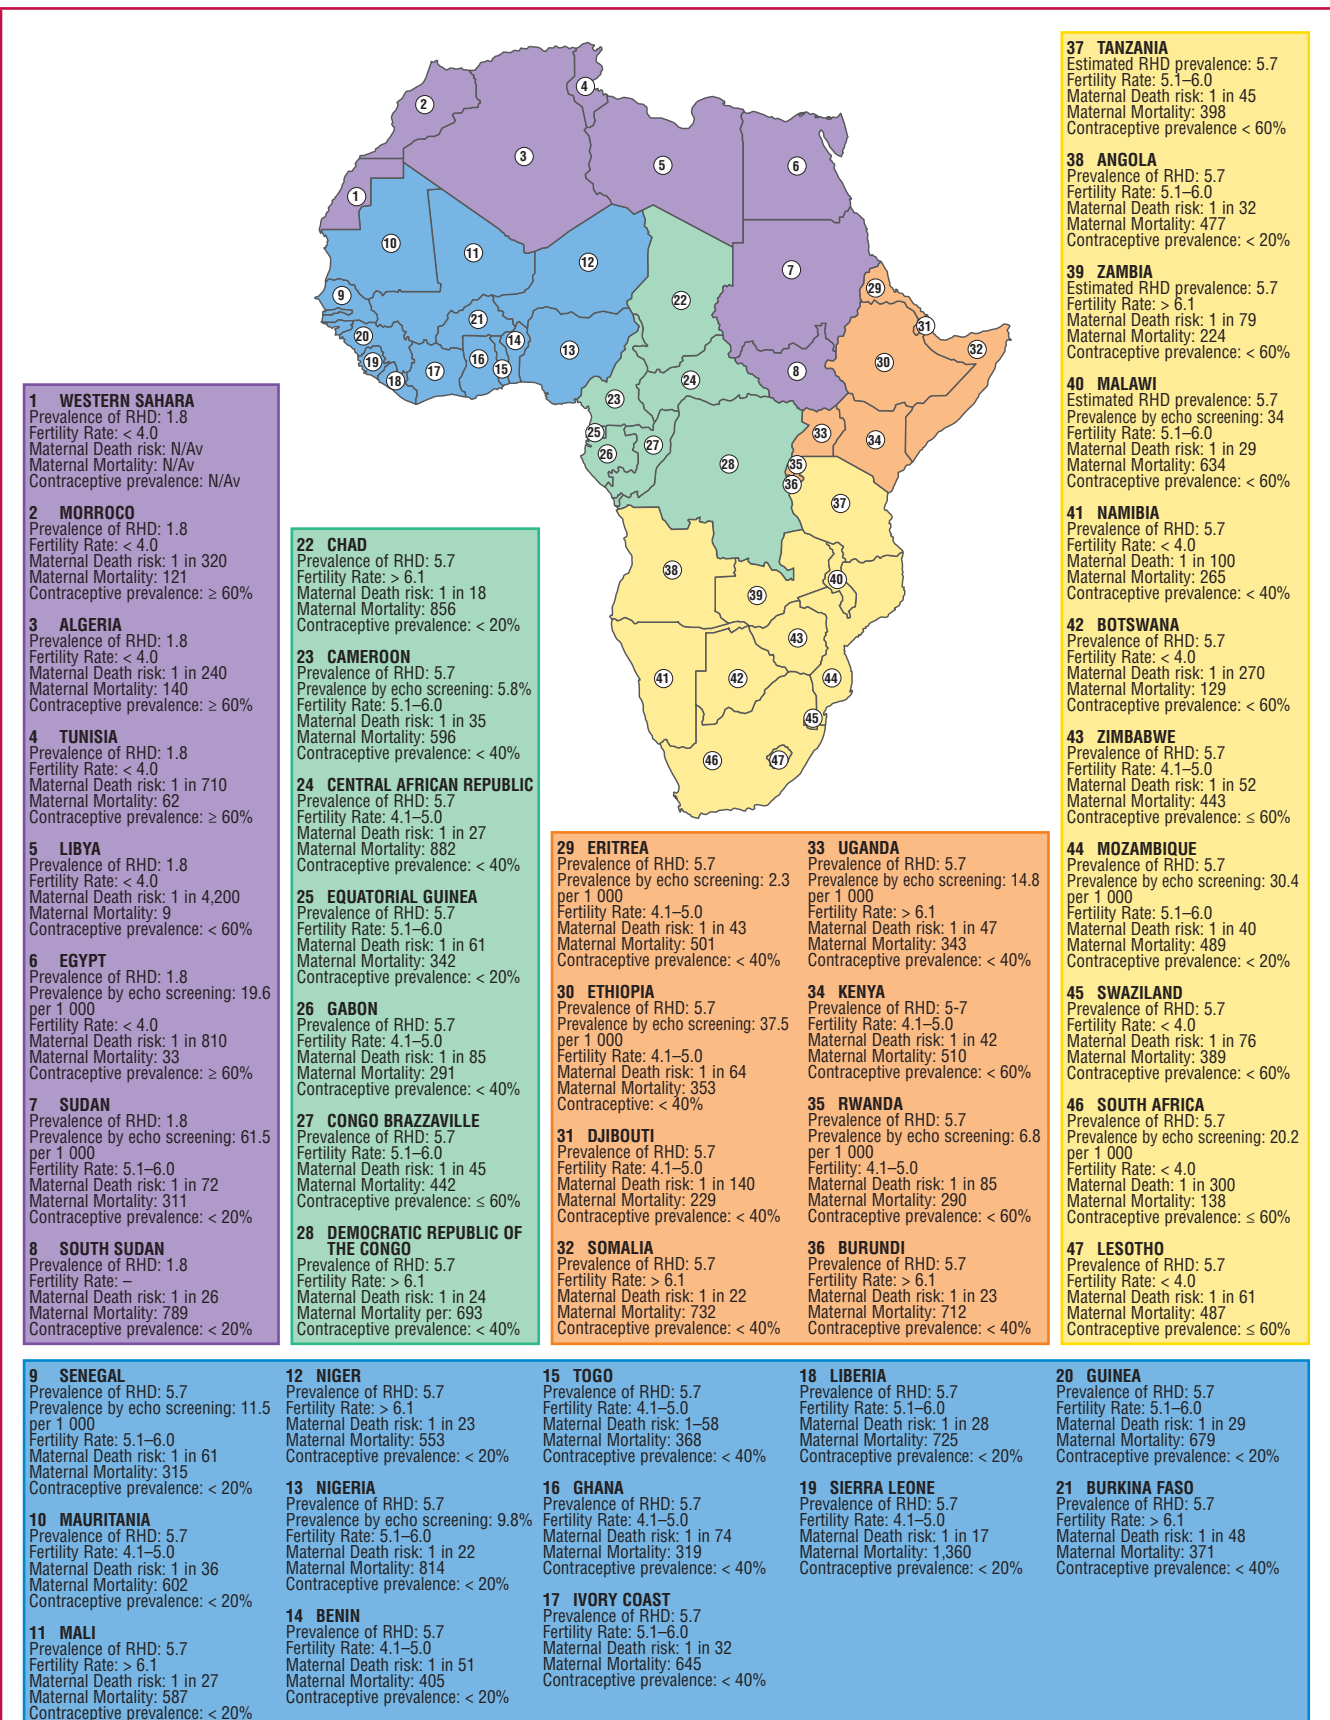 2
4
3
5
6
1
10
11
12
7
9
22
29
21
31
20
14
32
19
16
15
13
30
18
17
8
24
23
25
27
33
34
26
28
35
36
37
38
40
39
43
41
42
44
45
46
47
1 WESTERN SAHARA
Prevalence of RHD: 1.8
Fertility Rate: < 4.0
Maternal Death risk: N/Av
Maternal Mortality: N/Av
Contraceptive prevalence: N/Av
2 MORROCO
Prevalence of RHD: 1.8
Fertility Rate: < 4.0
Maternal Death risk: 1 in 320
Maternal Mortality: 121
Contraceptive prevalence: ≥ 60%
3 ALGERIA
Prevalence of RHD: 1.8
Fertility Rate: < 4.0
Maternal Death risk: 1 in 240
Maternal Mortality: 140
Contraceptive prevalence: ≥ 60%
4 TUNISIA
Prevalence of RHD: 1.8
Fertility Rate: < 4.0
Maternal Death risk: 1 in 710
Maternal Mortality: 62
Contraceptive prevalence: ≥ 60%
5 LIBYA
Prevalence of RHD: 1.8
Fertility Rate: < 4.0
Maternal Death risk: 1 in 4,200
Maternal Mortality: 9
Contraceptive prevalence: < 60%
6 EGYPT
Prevalence of RHD: 1.8
Prevalence by echo screening: 19.6
per 1 000
Fertility Rate: < 4.0
Maternal Death risk: 1 in 810
Maternal Mortality: 33
Contraceptive prevalence: ≥ 60%
7 SUDAN
Prevalence of RHD: 1.8
Prevalence by echo screening: 61.5
per 1 000
Fertility Rate: 5.1–6.0
Maternal Death risk: 1 in 72
Maternal Mortality: 311
Contraceptive prevalence: < 20%
8 SOUTH SUDAN
Prevalence of RHD: 1.8
Fertility Rate: –
Maternal Death risk: 1 in 26
Maternal Mortality: 789
Contraceptive prevalence: < 20%
22 CHAD
Prevalence of RHD: 5.7
Fertility Rate: > 6.1
Maternal Death risk: 1 in 18
Maternal Mortality: 856
Contraceptive prevalence: < 20%
23 CAMEROON
Prevalence of RHD: 5.7
Prevalence by echo screening: 5.8%
Fertility Rate: 5.1–6.0
Maternal Death risk: 1 in 35
Maternal Mortality: 596
Contraceptive prevalence: < 40%
24 CENTRAL AFRICAN REPUBLIC
Prevalence of RHD: 5.7
Fertility Rate: 4.1–5.0
Maternal Death risk: 1 in 27
Maternal Mortality: 882
Contraceptive prevalence: < 40%
25 EQUATORIAL GUINEA
Prevalence of RHD: 5.7
Fertility Rate: 5.1–6.0
Maternal Death risk: 1 in 61
Maternal Mortality: 342
Contraceptive prevalence: < 20%
26 GABON
Prevalence of RHD: 5.7
Fertility Rate: 4.1–5.0
Maternal Death risk: 1 in 85
Maternal Mortality: 291
Contraceptive prevalence: < 40%
27 CONGO BRAZZAVILLE
Prevalence of RHD: 5.7
Fertility Rate: 5.1–6.0
Maternal Death risk: 1 in 45
Maternal Mortality: 442
Contraceptive prevalence: ≤ 60%
28 DEMOCRATIC REPUBLIC OF
THE CONGO
Prevalence of RHD: 5.7
Fertility Rate: > 6.1
Maternal Death risk: 1 in 24
Maternal Mortality per: 693
Contraceptive prevalence: < 40%
29 ERITREA
Prevalence of RHD: 5.7
Prevalence by echo screening: 2.3
per 1 000
Fertility Rate: 4.1–5.0
Maternal Death risk: 1 in 43
Maternal Mortality: 501
Contraceptive prevalence: < 40%
30 ETHIOPIA
Prevalence of RHD: 5.7
Prevalence by echo screening: 37.5
per 1 000
Fertility Rate: 4.1–5.0
Maternal Death risk: 1 in 64
Maternal Mortality: 353
Contraceptive: < 40%
31 DJIBOUTI
Prevalence of RHD: 5.7
Fertility Rate: 4.1–5.0
Maternal Death risk: 1 in 140
Maternal Mortality: 229
Contraceptive prevalence: < 40%
32 SOMALIA
Prevalence of RHD: 5.7
Fertility Rate: > 6.1
Maternal Death risk: 1 in 22
Maternal Mortality: 732
Contraceptive prevalence: < 40%
33 UGANDA
Prevalence of RHD: 5.7
Prevalence by echo screening: 14.8
per 1 000
Fertility Rate: > 6.1
Maternal Death risk: 1 in 47
Maternal Mortality: 343
Contraceptive prevalence: < 40%
34 KENYA
Prevalence of RHD: 5-7
Fertility Rate: 4.1–5.0
Maternal Death risk: 1 in 42
Maternal Mortality: 510
Contraceptive prevalence: < 60%
35 RWANDA
Prevalence of RHD: 5.7
Prevalence by echo screening: 6.8
per 1 000
Fertility: 4.1–5.0
Maternal Death risk: 1 in 85
Maternal Mortality: 290
Contraceptive prevalence: < 60%
36 BURUNDI
Prevalence of RHD: 5.7
Fertility Rate: > 6.1
Maternal Death risk: 1 in 23
Maternal Mortality: 712
Contraceptive prevalence: < 40%
37 TANZANIA
Estimated RHD prevalence: 5.7
Fertility Rate: 5.1–6.0
Maternal Death risk: 1 in 45
Maternal Mortality: 398
Contraceptive prevalence < 60%
38 ANGOLA
Prevalence of RHD: 5.7
Fertility Rate: 5.1–6.0
Maternal Death risk: 1 in 32
Maternal Mortality: 477
Contraceptive prevalence: < 20%
39 ZAMBIA
Estimated RHD prevalence: 5.7
Fertility Rate: > 6.1
Maternal Death risk: 1 in 79
Maternal Mortality: 224
Contraceptive prevalence: < 60%
40 MALAWI
Estimated RHD prevalence: 5.7
Prevalence by echo screening: 34
Fertility Rate: 5.1–6.0
Maternal Death risk: 1 in 29
Maternal Mortality: 634
Contraceptive prevalence: < 60%
41 NAMIBIA
Prevalence of RHD: 5.7
Fertility Rate: < 4.0
Maternal Death: 1 in 100
Maternal Mortality: 265
Contraceptive prevalence: < 40%
42 BOTSWANA
Prevalence of RHD: 5.7
Fertility Rate: < 4.0
Maternal Death risk: 1 in 270
Maternal Mortality: 129
Contraceptive prevalence: < 60%
43 ZIMBABWE
Prevalence of RHD: 5.7
Fertility Rate: 4.1–5.0
Maternal Death risk: 1 in 52
Maternal Mortality: 443
Contraceptive prevalence: ≤ 60%
44 MOZAMBIQUE
Prevalence of RHD: 5.7
Prevalence by echo screening: 30.4
per 1 000
Fertility Rate: 5.1–6.0
Maternal Death risk: 1 in 40
Maternal Mortality: 489
Contraceptive prevalence: < 20%
45 SWAZILAND
Prevalence of RHD: 5.7
Fertility Rate: < 4.0
Maternal Death risk: 1 in 76
Maternal Mortality: 389
Contraceptive prevalence: < 60%
46 SOUTH AFRICA
Prevalence of RHD: 5.7
Prevalence by echo screening: 20.2
per 1 000
Fertility Rate: < 4.0
Maternal Death: 1 in 300
Maternal Mortality: 138
Contraceptive prevalence: ≤ 60%
47 LESOTHO
Prevalence of RHD: 5.7
Fertility Rate: < 4.0
Maternal Death risk: 1 in 61
Maternal Mortality: 487
Contraceptive prevalence: ≤ 60%
9 SENEGAL
Prevalence of RHD: 5.7
Prevalence by echo screening: 11.5
per 1 000
Fertility Rate: 5.1–6.0
Maternal Death risk: 1 in 61
Maternal Mortality: 315
Contraceptive prevalence: < 20%
10 MAURITANIA
Prevalence of RHD: 5.7
Fertility Rate: 4.1–5.0
Maternal Death risk: 1 in 36
Maternal Mortality: 602
Contraceptive prevalence: < 20%
11 MALI
Prevalence of RHD: 5.7
Fertility Rate: > 6.1
Maternal Death risk: 1 in 27
Maternal Mortality: 587
Contraceptive prevalence: < 20%
12 NIGER
Prevalence of RHD: 5.7
Fertility Rate: > 6.1
Maternal Death risk: 1 in 23
Maternal Mortality: 553
Contraceptive prevalence: < 20%
13 NIGERIA
Prevalence of RHD: 5.7
Prevalence by echo screening: 9.8%
Fertility Rate: 5.1–6.0
Maternal Death risk: 1 in 22
Maternal Mortality: 814
Contraceptive prevalence: < 20%
14 BENIN
Prevalence of RHD: 5.7
Fertility Rate: 4.1–5.0
Maternal Death risk: 1 in 51
Maternal Mortality: 405
Contraceptive prevalence: < 20%
15 TOGO
Prevalence of RHD: 5.7
Fertility Rate: 4.1–5.0
Maternal Death risk: 1–58
Maternal Mortality: 368
Contraceptive prevalence: < 40%
16 GHANA
Prevalence of RHD: 5.7
Fertility Rate: 4.1–5.0
Maternal Death risk: 1 in 74
Maternal Mortality: 319
Contraceptive prevalence: < 40%
17 IVORY COAST
Prevalence of RHD: 5.7
Fertility Rate: 5.1–6.0
Maternal Death risk: 1 in 32
Maternal Mortality: 645
Contraceptive prevalence: < 40%
18 LIBERIA
Prevalence of RHD: 5.7
Fertility Rate: 5.1–6.0
Maternal Death risk: 1 in 28
Maternal Mortality: 725
Contraceptive prevalence: < 20%
19 SIERRA LEONE
Prevalence of RHD: 5.7
Fertility Rate: 4.1–5.0
Maternal Death risk: 1 in 17
Maternal Mortality: 1,360
Contraceptive prevalence: < 20%
20 GUINEA
Prevalence of RHD: 5.7
Fertility Rate: 5.1–6.0
Maternal Death risk: 1 in 29
Maternal Mortality: 679
Contraceptive prevalence: < 20%
21 BURKINA FASO
Prevalence of RHD: 5.7
Fertility Rate: > 6.1
Maternal Death risk: 1 in 48
Maternal Mortality: 371
Contraceptive prevalence: < 40%